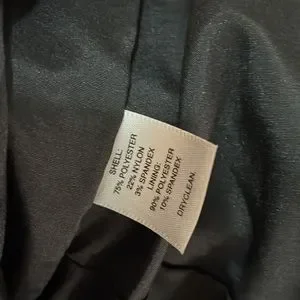 SHELL:
75% POLYESTER
22% NYLON
3% SPANDEX
LINING:
90% POLYESTER
10% SPANDEX
DRYCLEAN.